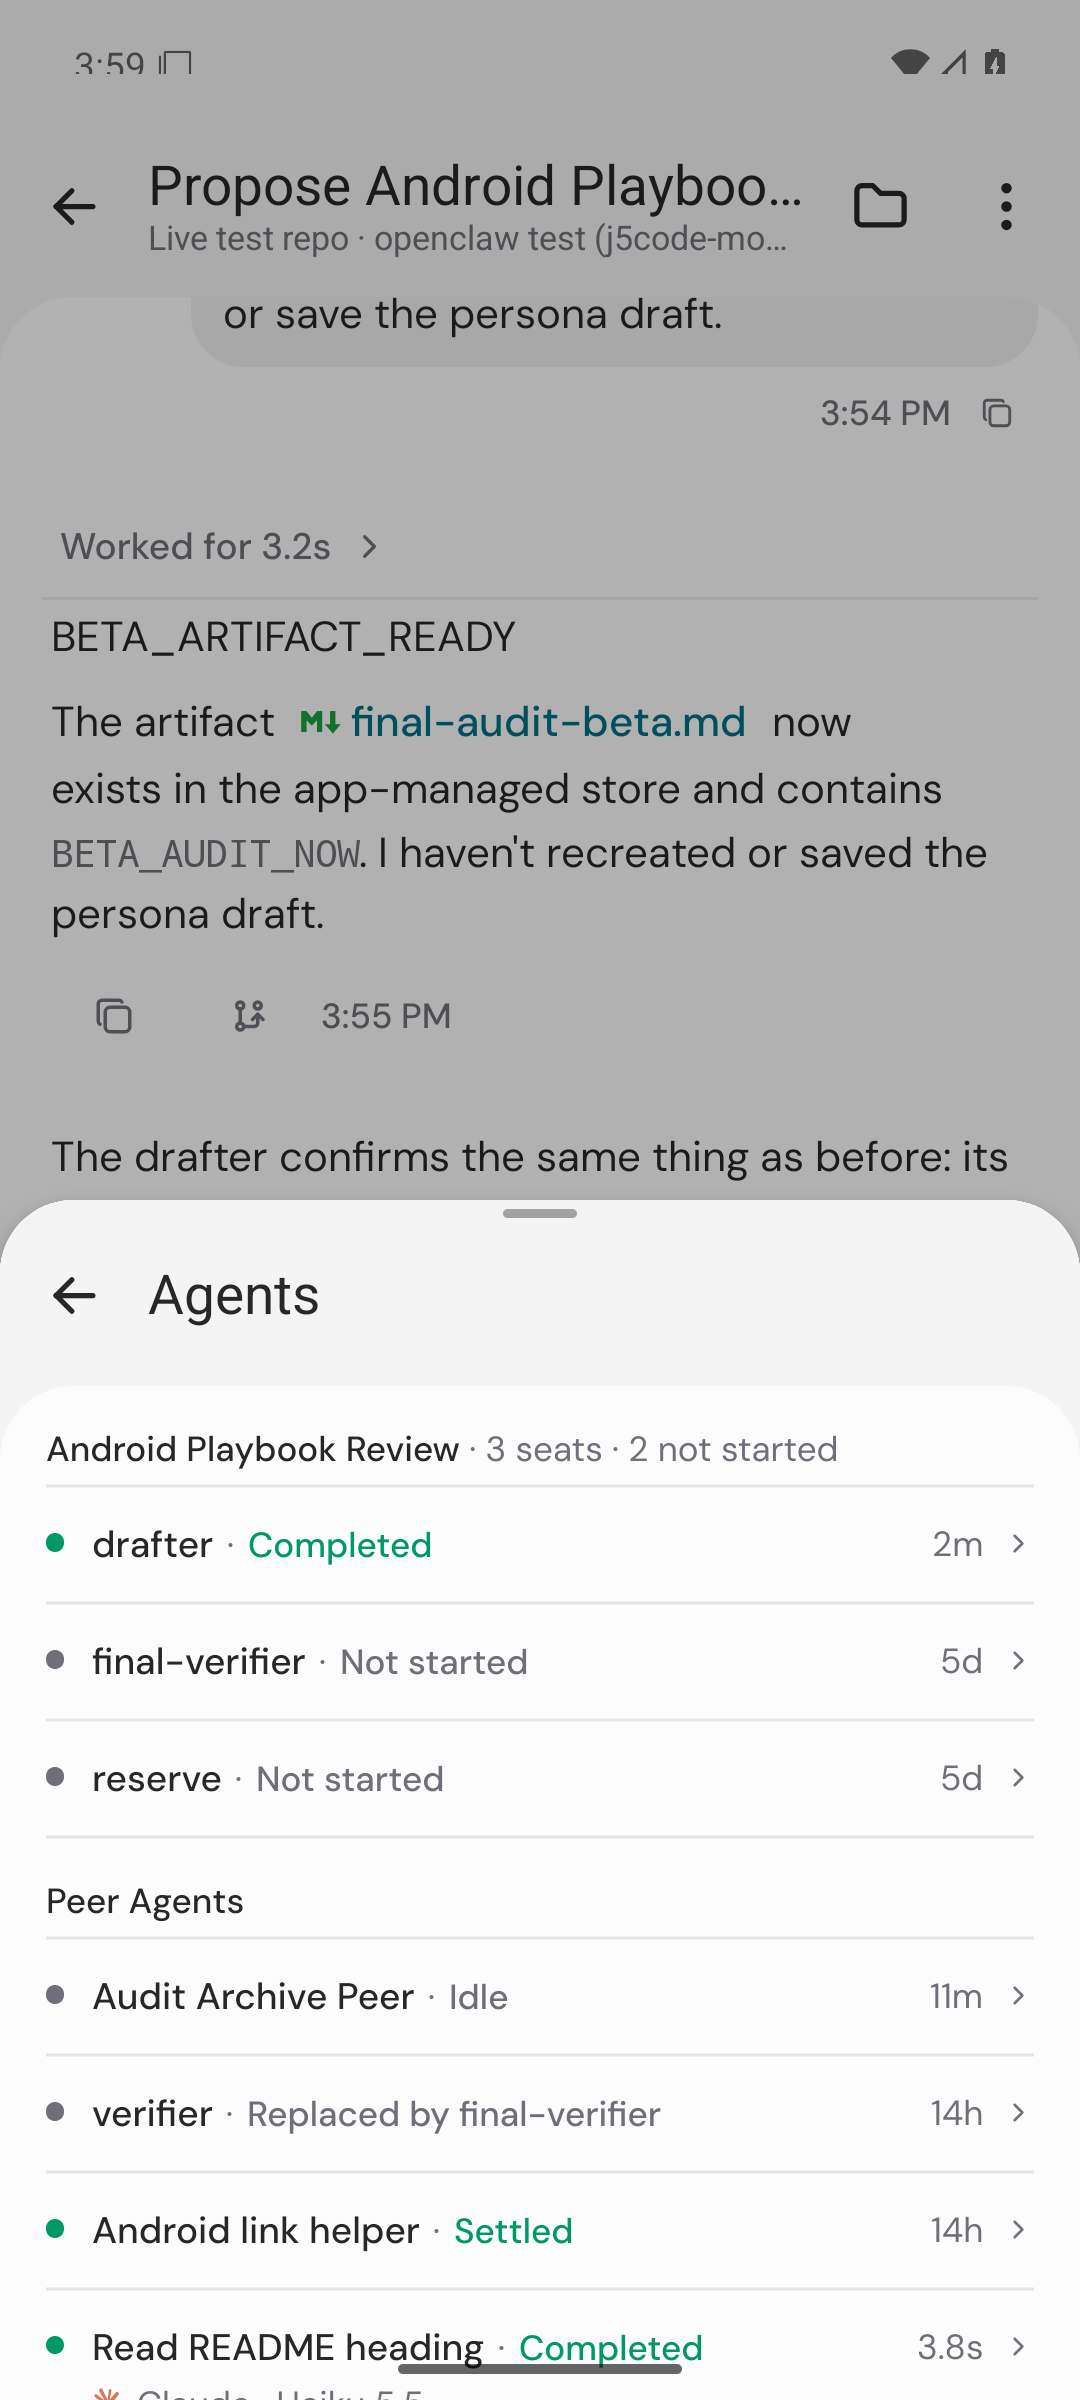 3:59
Propose Android Playboo...
Live test repo · openclaw test (j5code-mo...
or save the persona draft.
3:54 PM
Worked for 3.2s
BETA_ARTIFACT_READY
The artifact M↓ final-audit-beta.md now
exists in the app-managed store and contains
BETA_AUDIT_NOW. I haven't recreated or saved the
persona draft.
3:55 PM
The drafter confirms the same thing as before: its
Agents
Android Playbook Review · 3 seats · 2 not started
drafter · Completed 2m
final-verifier · Not started 5d
reserve · Not started 5d
Peer Agents
Audit Archive Peer · Idle 11m
verifier · Replaced by final-verifier 14h
Android link helper · Settled 14h
Read README heading · Completed 3.8s